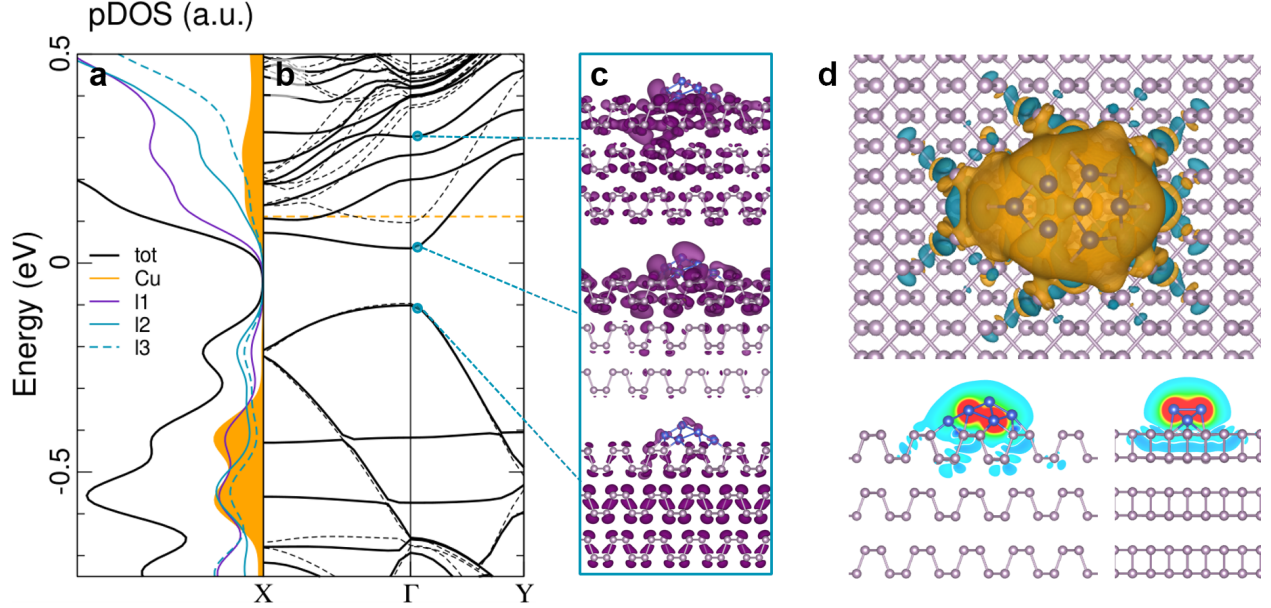 pDOS (a.u.)
a
b
c
d
Energy (eV)
0.5
0
-0.5
tot
Cu
l1
l2
l3
X
Γ
Y